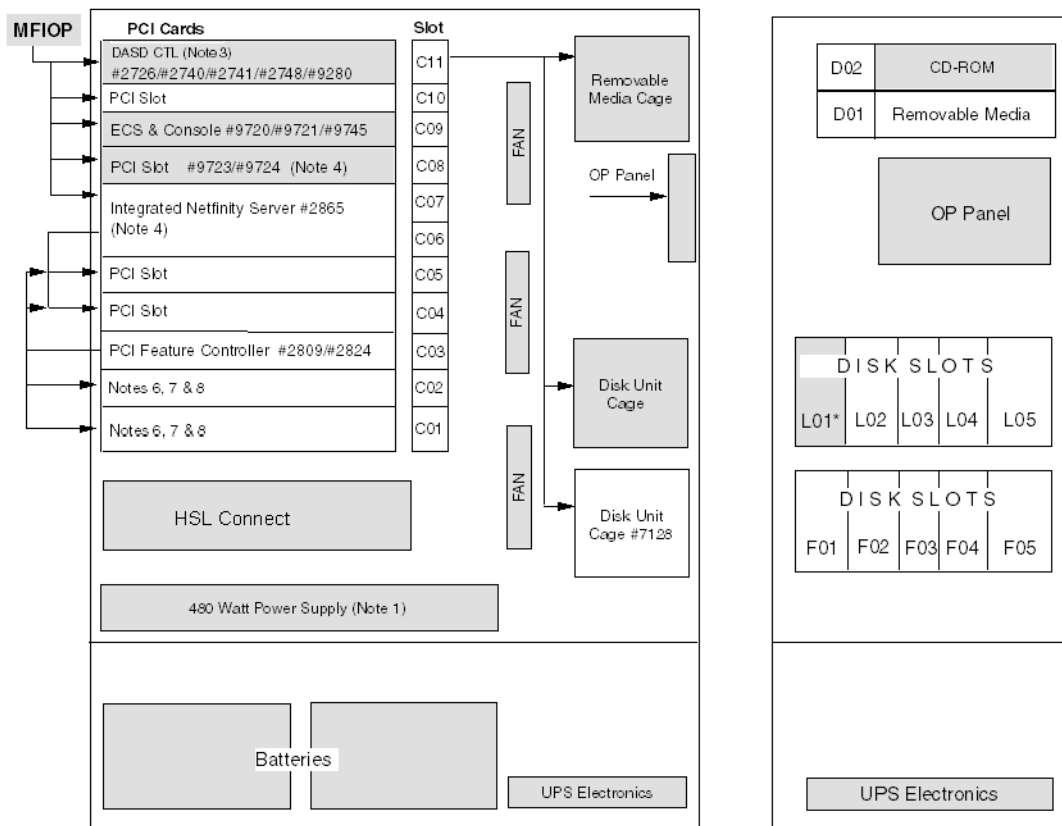 MFIOP
PCI Cards
Slot
DASD CTL (Note 3)
#2726/#2740/#2741/#2748/#9280
C11
PCI Slot
C10
ECS & Console #9720/#9721/#9745
C09
PCI Slot #9723/#9724 (Note 4)
C08
Integrated Netfinity Server #2865
(Note 4)
C07
C06
PCI Slot
C05
PCI Slot
C04
PCI Feature Controller #2809/#2824
C03
Notes 6, 7 & 8
C02
Notes 6, 7 & 8
C01
FAN
FAN
FAN
Removable
Media Cage
OP Panel
Disk Unit
Cage
Disk Unit
Cage #7128
HSL Connect
480 Watt Power Supply (Note 1)
Batteries
UPS Electronics
D02 CD-ROM
D01 Removable Media
OP Panel
DISK SLOTS
L01* L02 L03 L04 L05
DISK SLOTS
F01 F02 F03 F04 F05
UPS Electronics